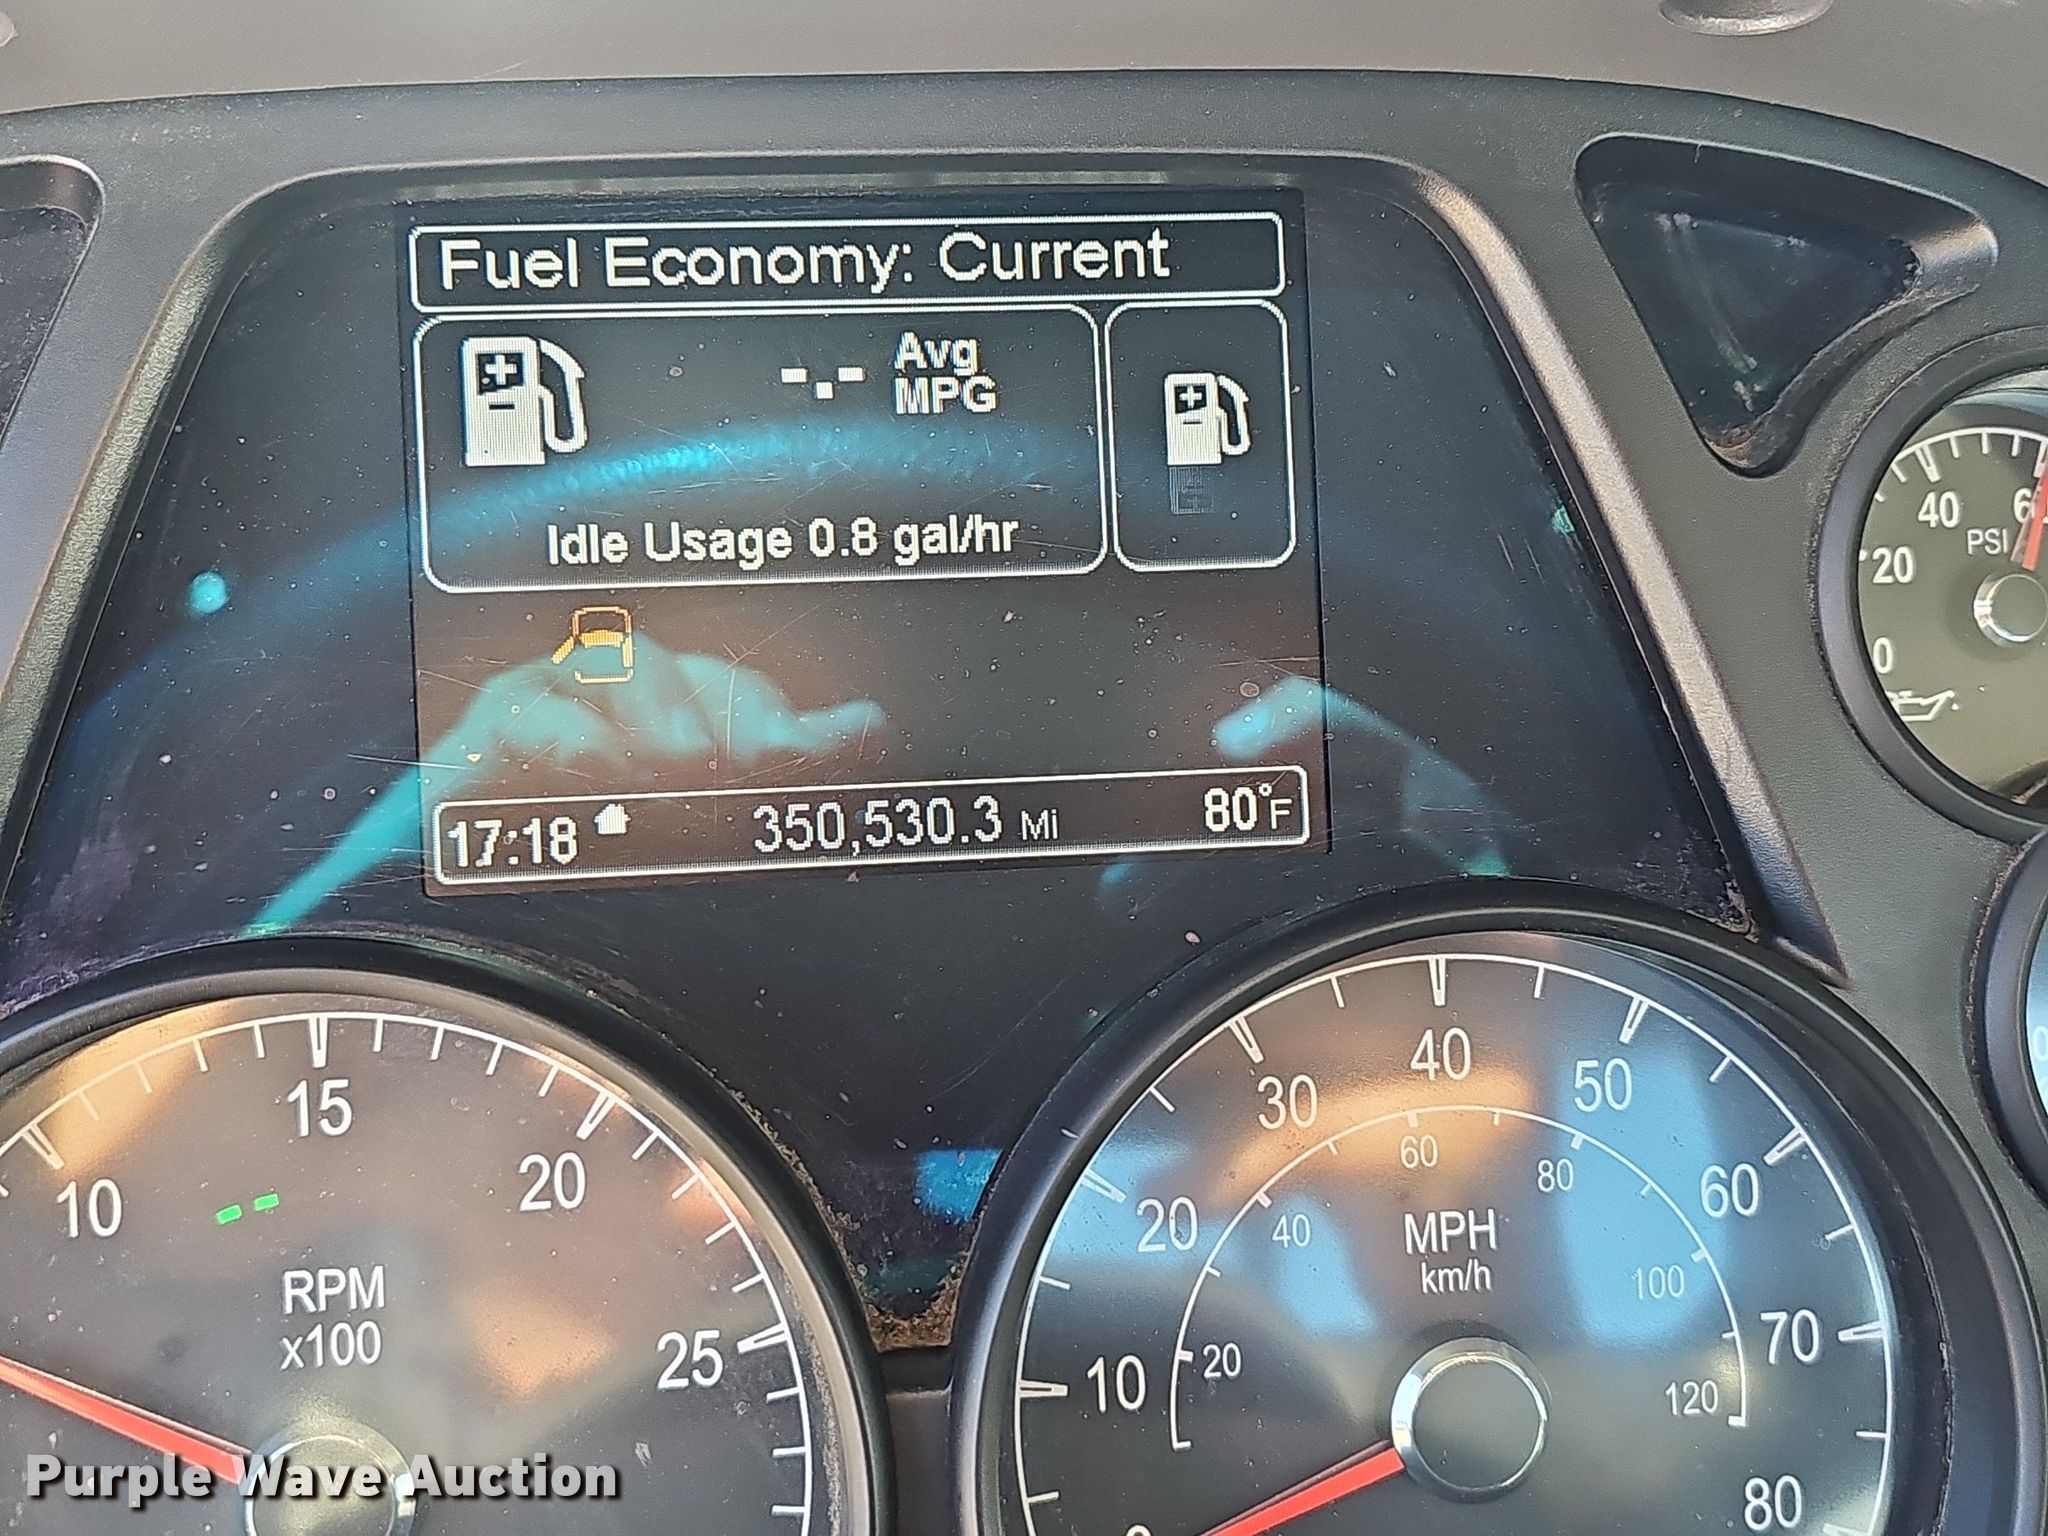 Fuel Economy: Current
-.- Avg
MPG
Idle Usage 0.8 gal/hr
17:18 350,530.3 Mi 80°F
40
PSI
20
0
10
15
20
25
--
RPM
x100
10
20
30
40
50
60
70
80
MPH
km/h
20
40
60
80
100
120
Purple Wave Auction